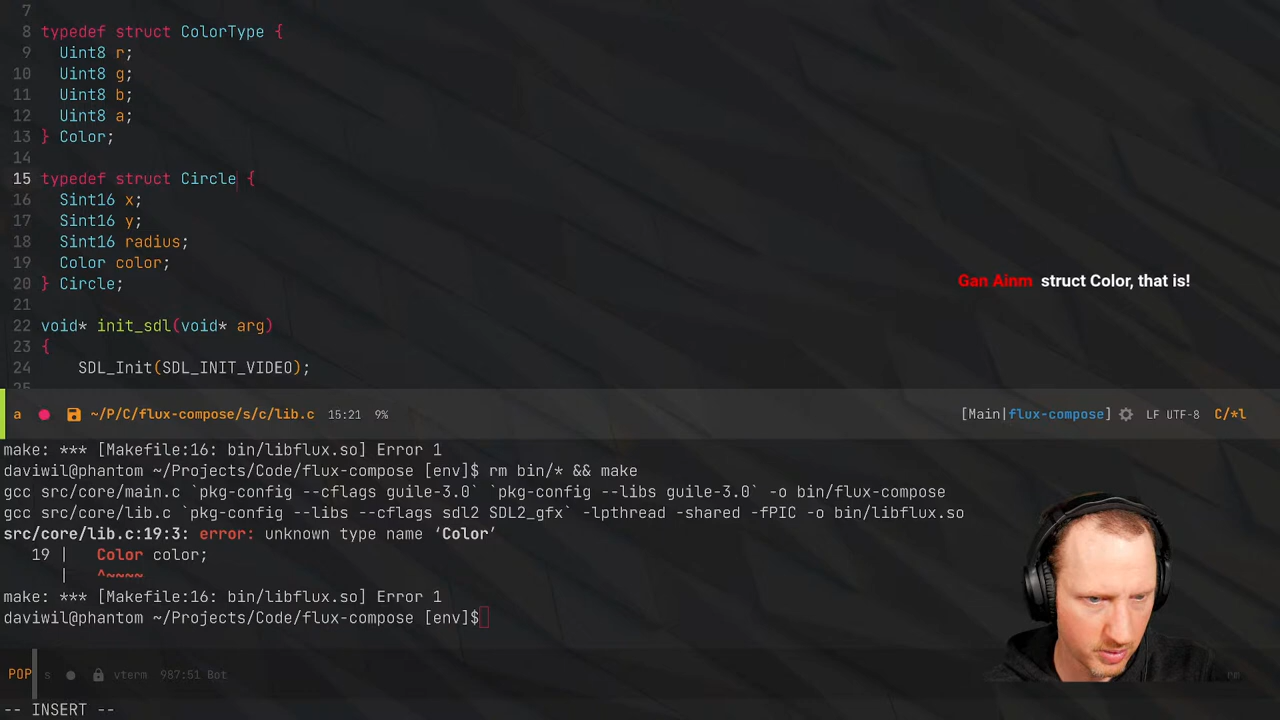 7
8 typedef struct ColorType {
9 Uint8 r;
10 Uint8 g;
11 Uint8 b;
12 Uint8 a;
13 } Color;
14
15 typedef struct Circle {
16 Sint16 x;
17 Sint16 y;
18 Sint16 radius;
19 Color color;
20 } Circle;
21
22 void* init_sdl(void* arg)
23 {
24 SDL_Init(SDL_INIT_VIDEO);
25
Gan Ainm struct Color, that is!
a ~/P/C/flux-compose/s/c/lib.c 15:21 9% [Main|flux-compose] LF UTF-8 C/*l
make: *** [Makefile:16: bin/libflux.so] Error 1
daviwil@phantom ~/Projects/Code/flux-compose [env]$ rm bin/* && make
gcc src/core/main.c `pkg-config --cflags guile-3.0` `pkg-config --libs guile-3.0` -o bin/flux-compose
gcc src/core/lib.c `pkg-config --libs --cflags sdl2 SDL2_gfx` -lpthread -shared -fPIC -o bin/libflux.so
src/core/lib.c:19:3: error: unknown type name ‘Color’
19 | Color color;
| ^~~~~
make: *** [Makefile:16: bin/libflux.so] Error 1
daviwil@phantom ~/Projects/Code/flux-compose [env]$
POP s vterm 987:51 Bot
-- INSERT --